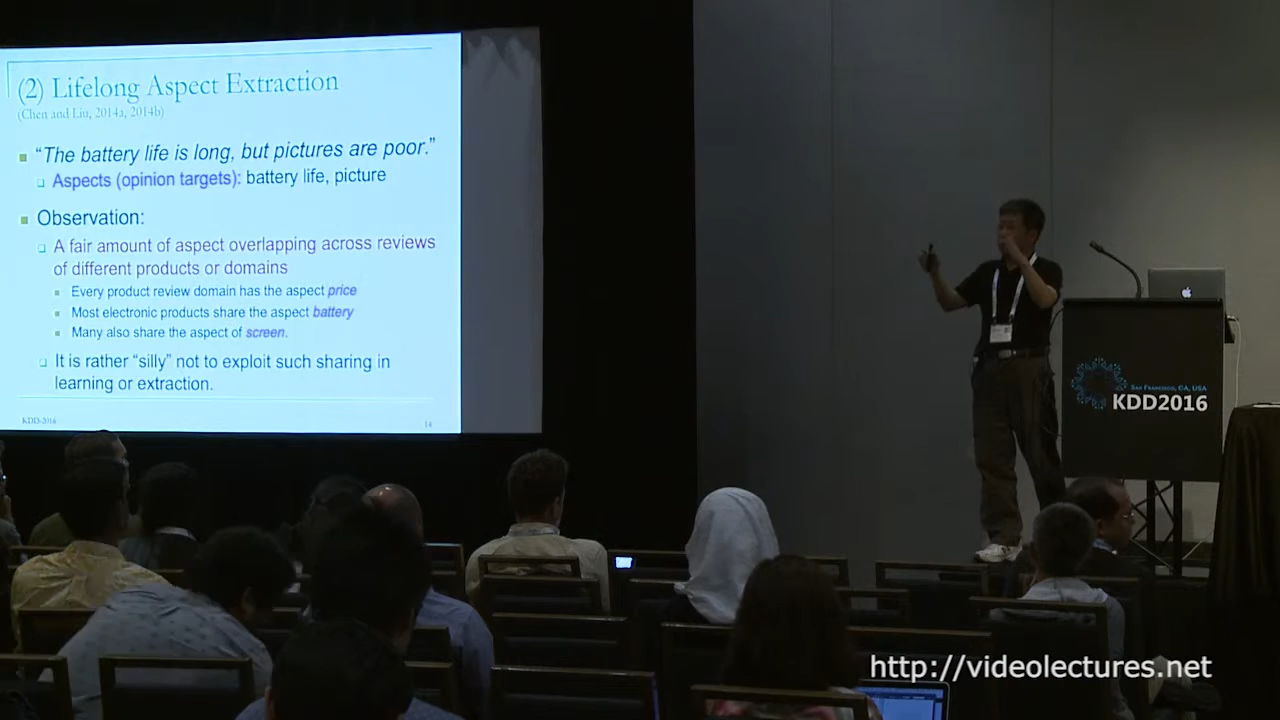 (2) Lifelong Aspect Extraction
(Chen and Liu, 2014a, 2014b)
"The battery life is long, but pictures are poor."
Aspects (opinion targets): battery life, picture
Observation:
A fair amount of aspect overlapping across reviews
of different products or domains
Every product review domain has the aspect price
Most electronic products share the aspect battery
Many also share the aspect of screen.
It is rather "silly" not to exploit such sharing in
learning or extraction.
KDD-2016
14
SAN FRANCISCO, CA, USA
KDD2016
http://videolectures.net